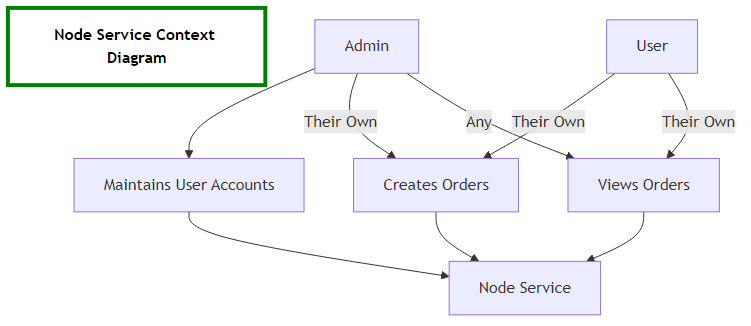 Node Service Context
Diagram
Admin
User
Their Own
Any
Their Own
Their Own
Maintains User Accounts
Creates Orders
Views Orders
Node Service